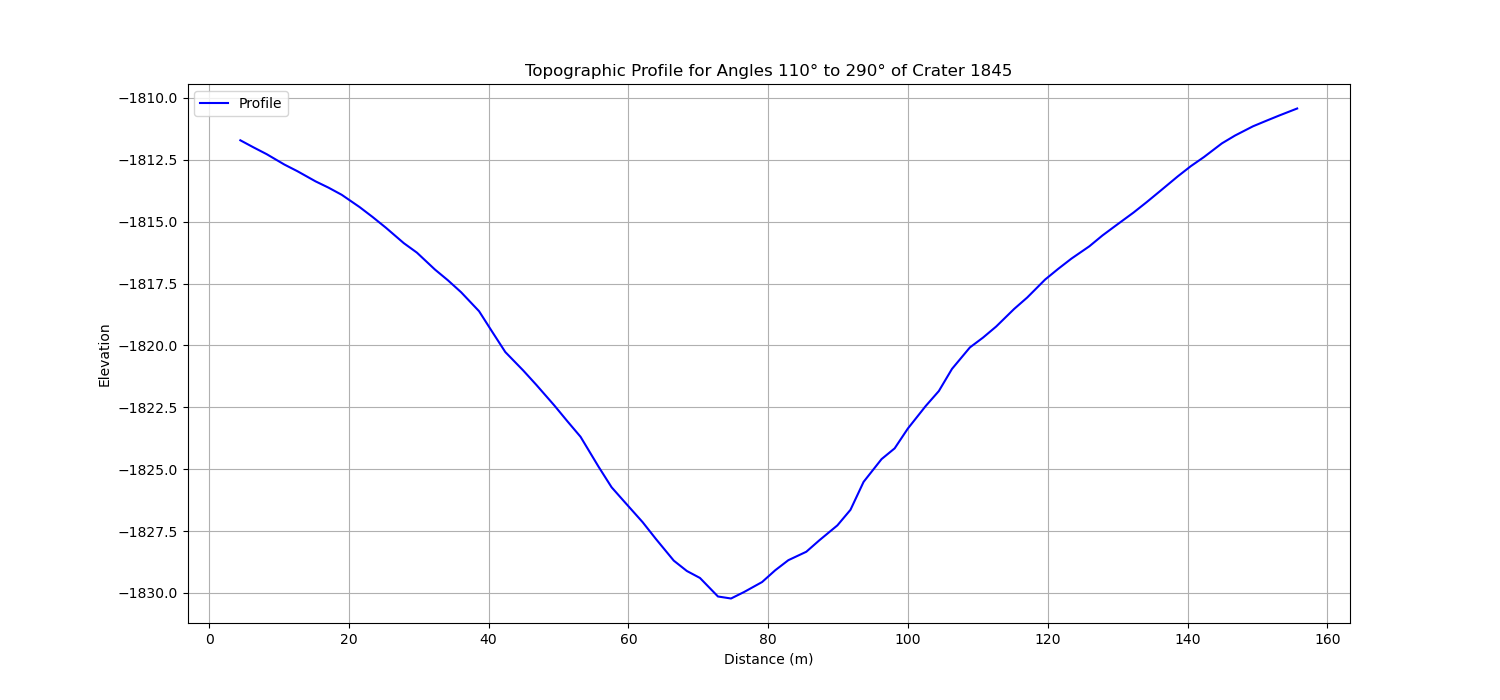 Topographic Profile for Angles 110° to 290° of Crater 1845
Profile
−1810.0
−1812.5
−1815.0
−1817.5
−1820.0
−1822.5
−1825.0
−1827.5
−1830.0
Elevation
0 20 40 60 80 100 120 140 160
Distance (m)